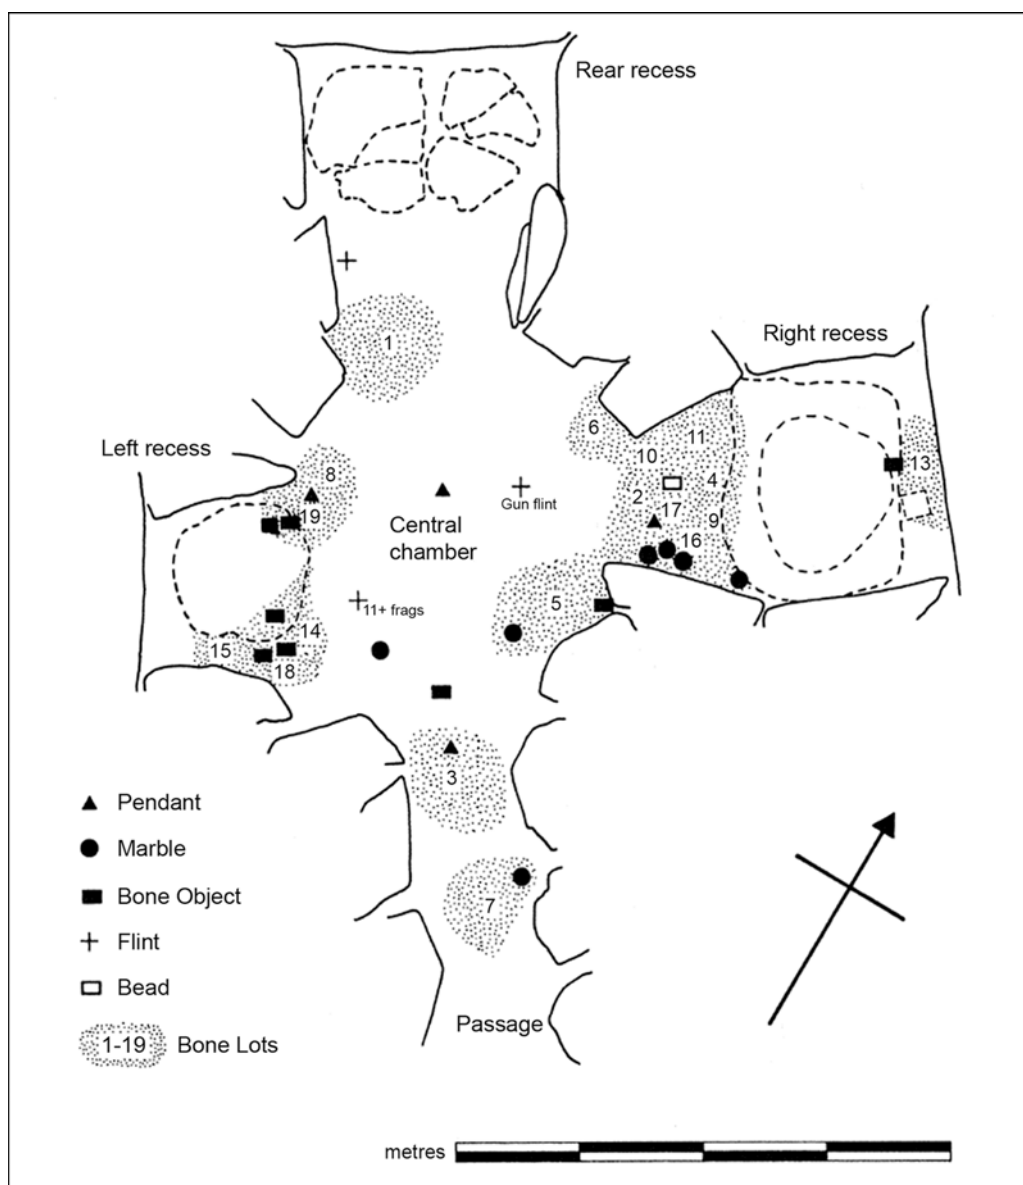 Rear recess
Right recess
1
6
11
Left recess
10
8
13
4
2
Gun flint
17
19
9
Central
chamber
16
5
11+ frags
14
15
18
3
Pendant
Marble
7
Bone Object
Flint
Bead
Passage
1-19
Bone Lots
metres